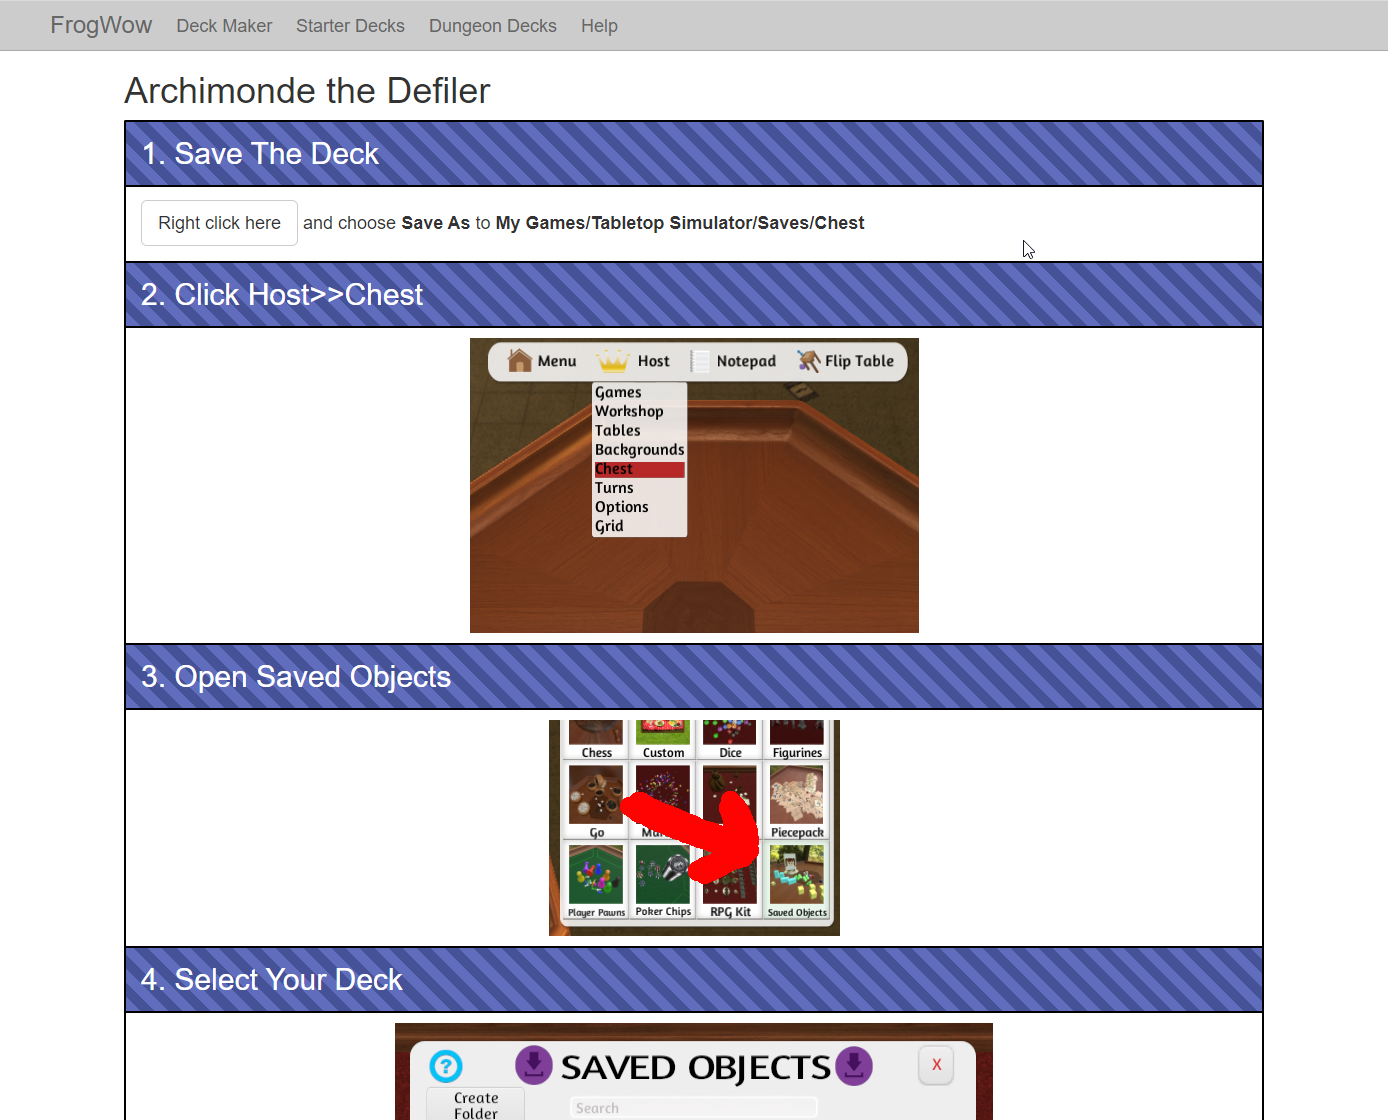 FrogWow Deck Maker Starter Decks Dungeon Decks Help
Archimonde the Defiler
1. Save The Deck
Right click here and choose Save As to My Games/Tabletop Simulator/Saves/Chest
2. Click Host>>Chest
Menu Host Notepad Flip Table
Games
Workshop
Tables
Backgrounds
Chest
Turns
Options
Grid
3. Open Saved Objects
Chess Custom Dice Figurines
Go Piecepack
Player Pawns Poker Chips RPG Kit Saved Objects
4. Select Your Deck
? SAVED OBJECTS X
Create
Folder
Search